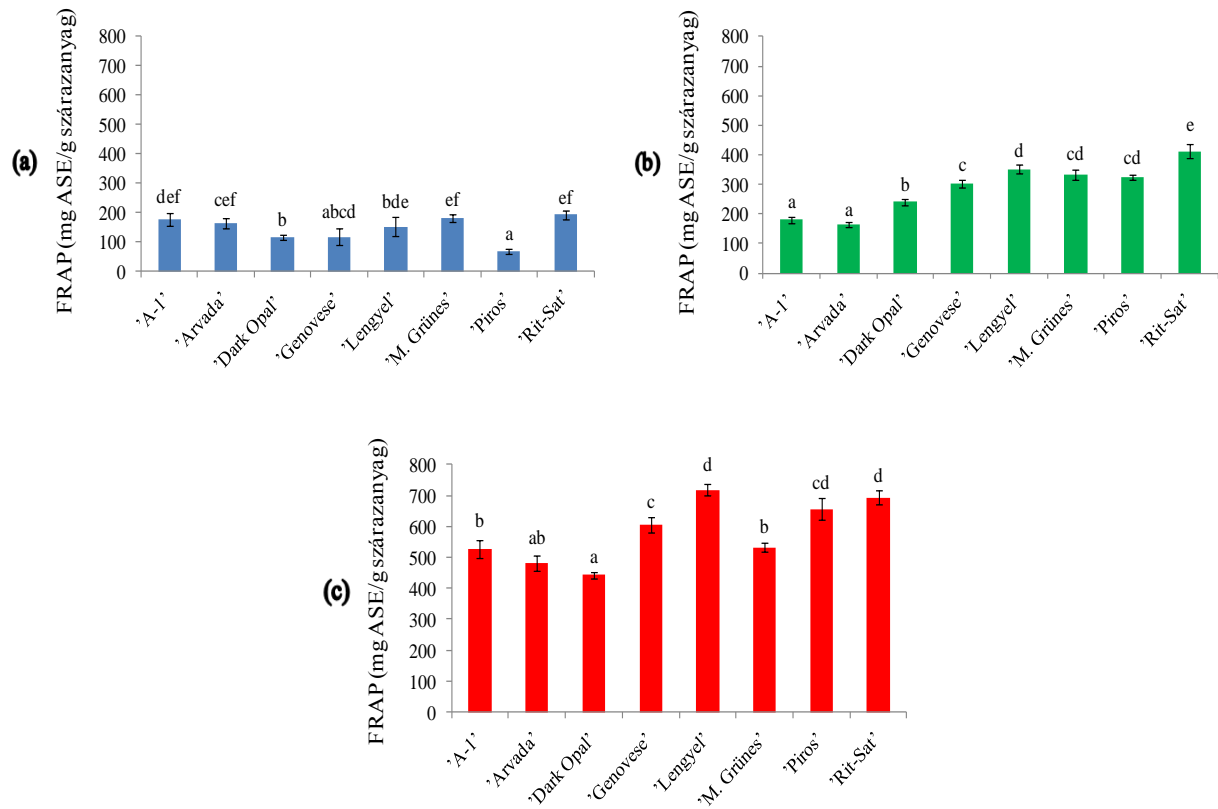 (a)
FRAP (mg ASE/g szárazanyag)
800
700
600
500
400
300
200
100
0
def
cef
b
abcd
bde
ef
a
ef
’A-1’
’Arvada’
’Dark Opal’
’Genovese’
’Lengyel’
’M. Grünes’
’Piros’
’Rit-Sat’
(b)
FRAP (mg ASE/g szárazanyag)
800
700
600
500
400
300
200
100
0
a
a
b
c
d
cd
cd
e
’A-1’
’Arvada’
’Dark Opal’
’Genovese’
’Lengyel’
’M. Grünes’
’Piros’
’Rit-Sat’
(c)
FRAP (mg ASE/g szárazanyag)
800
700
600
500
400
300
200
100
0
b
ab
a
c
d
b
cd
d
’A-1’
’Arvada’
’Dark Opal’
’Genovese’
’Lengyel’
’M. Grünes’
’Piros’
’Rit-Sat’